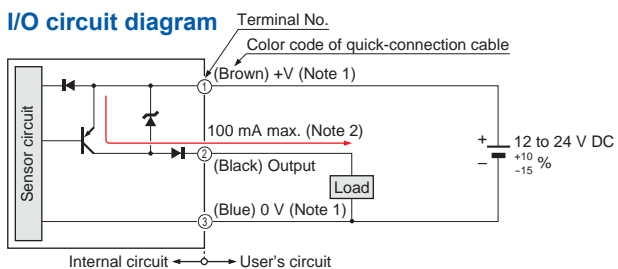 I/O circuit diagram
Terminal No.
Color code of quick-connection cable
1
(Brown) +V (Note 1)
Sensor circuit
100 mA max. (Note 2)
2
(Black) Output
Load
+
–
12 to 24 V DC
+10
–15 %
3
(Blue) 0 V (Note 1)
Internal circuit
User's circuit